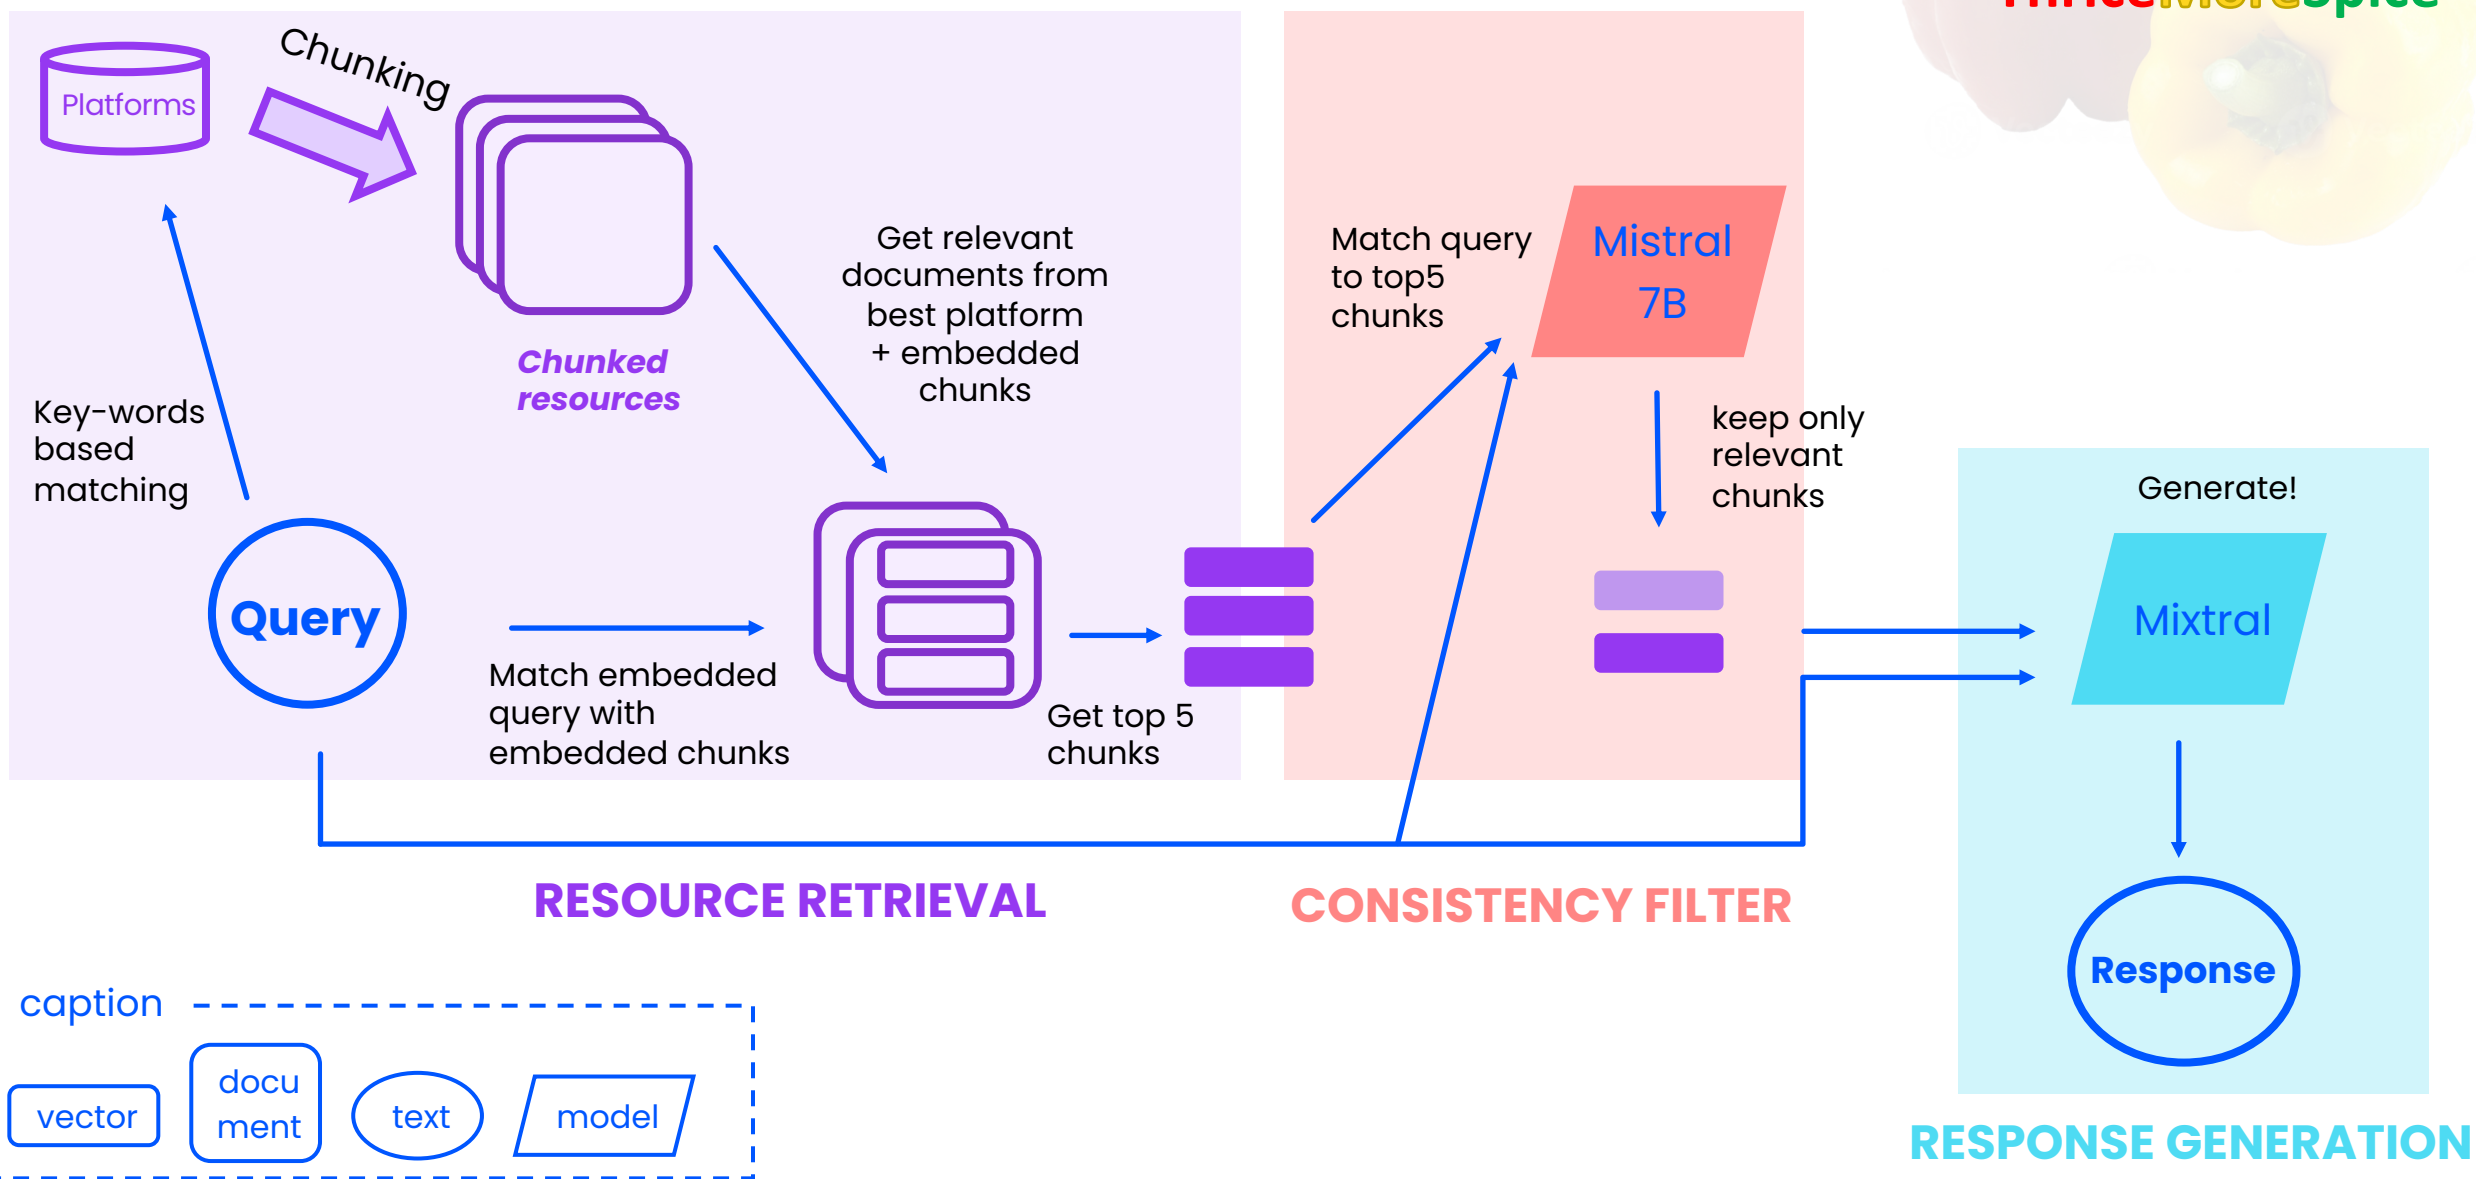 ThriceMoreSpice
Platforms
Chunking
Chunked
resources
Get relevant
documents from
best platform
+ embedded
chunks
Key-words
based
matching
Query
Match embedded
query with
embedded chunks
Get top 5
chunks
RESOURCE RETRIEVAL
Match query
to top5
chunks
Mistral
7B
keep only
relevant
chunks
CONSISTENCY FILTER
Generate!
Mixtral
Response
RESPONSE GENERATION
caption
vector
docu
ment
text
model